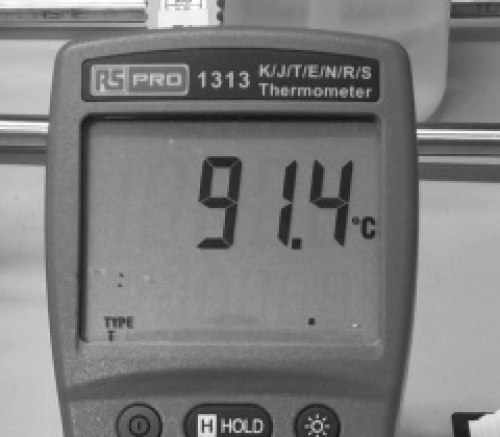 RS PRO 1313 K/J/T/E/N/R/S
Thermometer
91.4 °C
TYPE
T
H HOLD